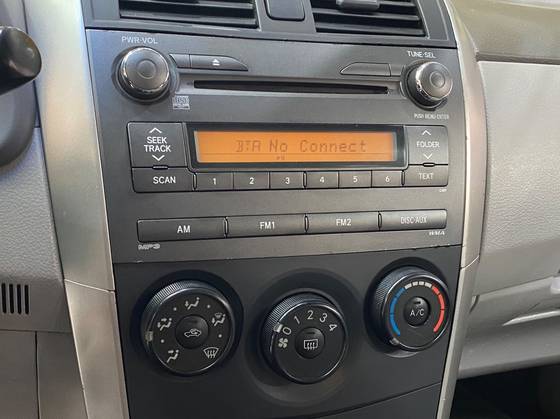 PWR·VOL
TUNE·SEL
PUSH MENU/ENTER
SEEK
TRACK
BTA No Connect
FOLDER
SCAN
1 2 3 4 5 6
TEXT
AM
FM1
FM2
DISC·AUX
MP3
WMA
0 1 2 3 4
A/C